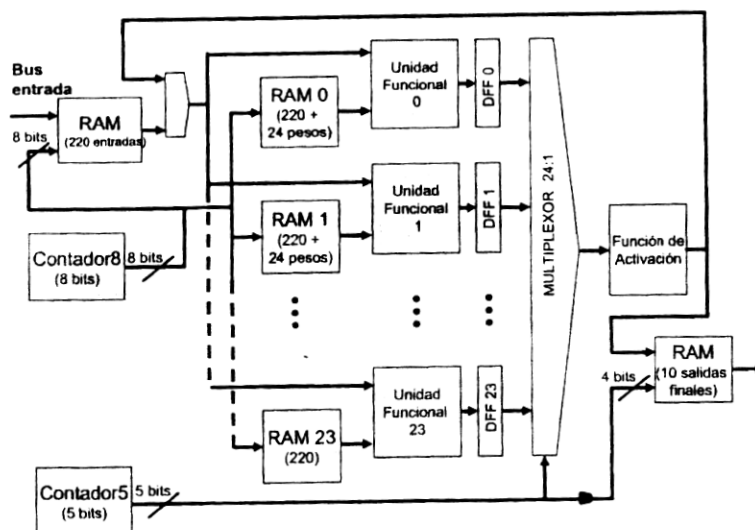 Bus
entrada
RAM
(220 entradas)
8 bits
Contador8
(8 bits)
8 bits
RAM 0
(220 +
24 pesos)
Unidad
Funcional
0
DFF 0
RAM 1
(220 +
24 pesos)
Unidad
Funcional
1
DFF 1
RAM 23
(220)
Unidad
Funcional
23
DFF 23
MULTIPLEXOR 24:1
Función de
Activación
RAM
(10 salidas
finales)
4 bits
Contador5
(5 bits)
5 bits